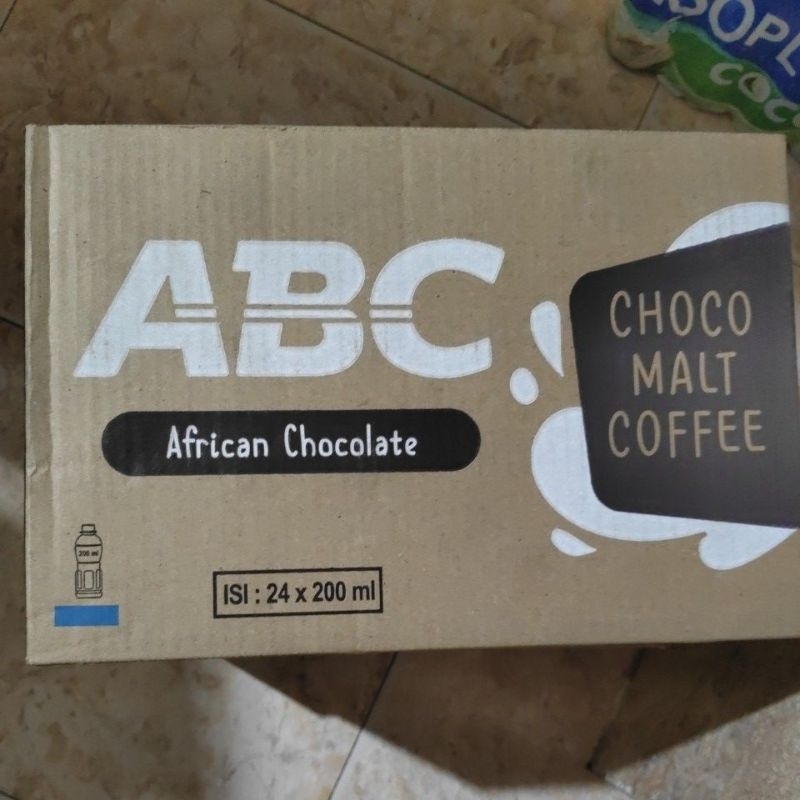 ABC
African Chocolate
CHOCO
MALT
COFFEE
200 ml
ISI : 24 x 200 ml